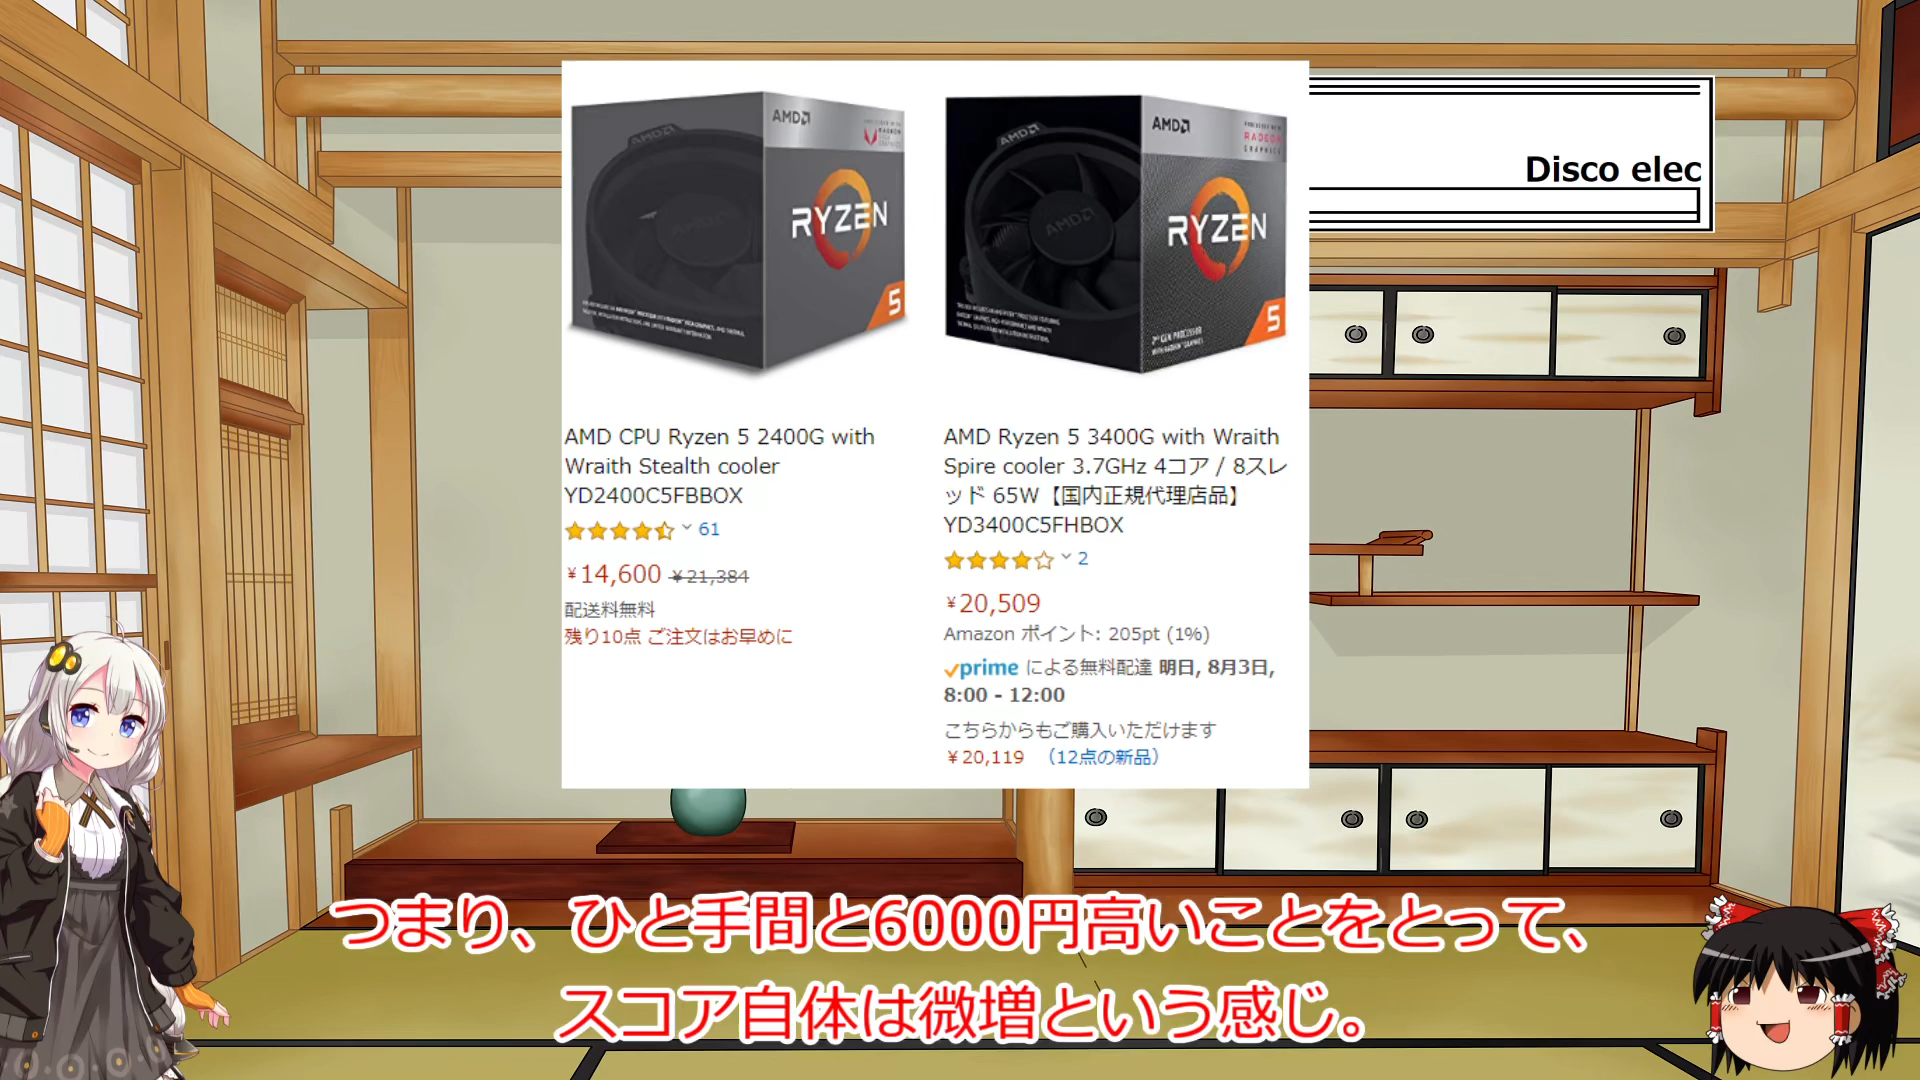 AMD
AMD
RADEON
AMD
RYZEN
5
AMD
AMD
RADEON
GRAPHICS
AMD
RYZEN
5
Disco elec
AMD CPU Ryzen 5 2400G with
Wraith Stealth cooler
YD2400C5FBBOX
61
¥14,600 ¥21,384
配送料無料
残り10点 ご注文はお早めに
AMD Ryzen 5 3400G with Wraith
Spire cooler 3.7GHz 4コア / 8スレ
ッド 65W【国内正規代理店品】
YD3400C5FHBOX
2
¥20,509
Amazon ポイント: 205pt (1%)
prime による無料配達 明日, 8月3日,
8:00 - 12:00
こちらからもご購入いただけます
¥20,119 (12点の新品)
つまり、ひと手間と6000円高いことをとって、
スコア自体は微増という感じ。